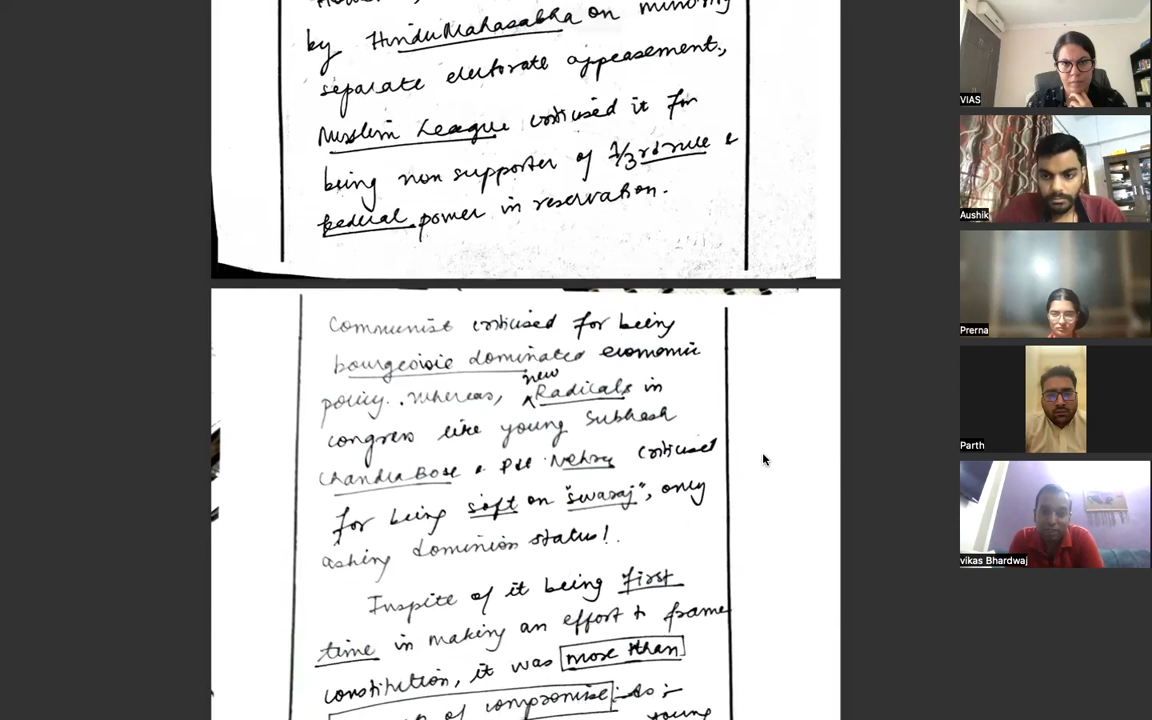 by Hindu Mahasabha on minority
separate electorate appeasement,
Muslim League criticised it for
being non supporter of 1/3rd rule &
federal power in reservation.
Communist criticised for being
bourgeoisie dominated economic
policy. Whereas, new Radicals in
congress like young Subhash
Chandra Bose & Pdt Nehru criticised
for being soft on "swaraj", only
asking dominion status!.
Inspite of it being first
time in making an effort to frame
constitution, it was more than
of compromise
young
VIAS
Aushik
Prerna
Parth
vikas Bhardwaj